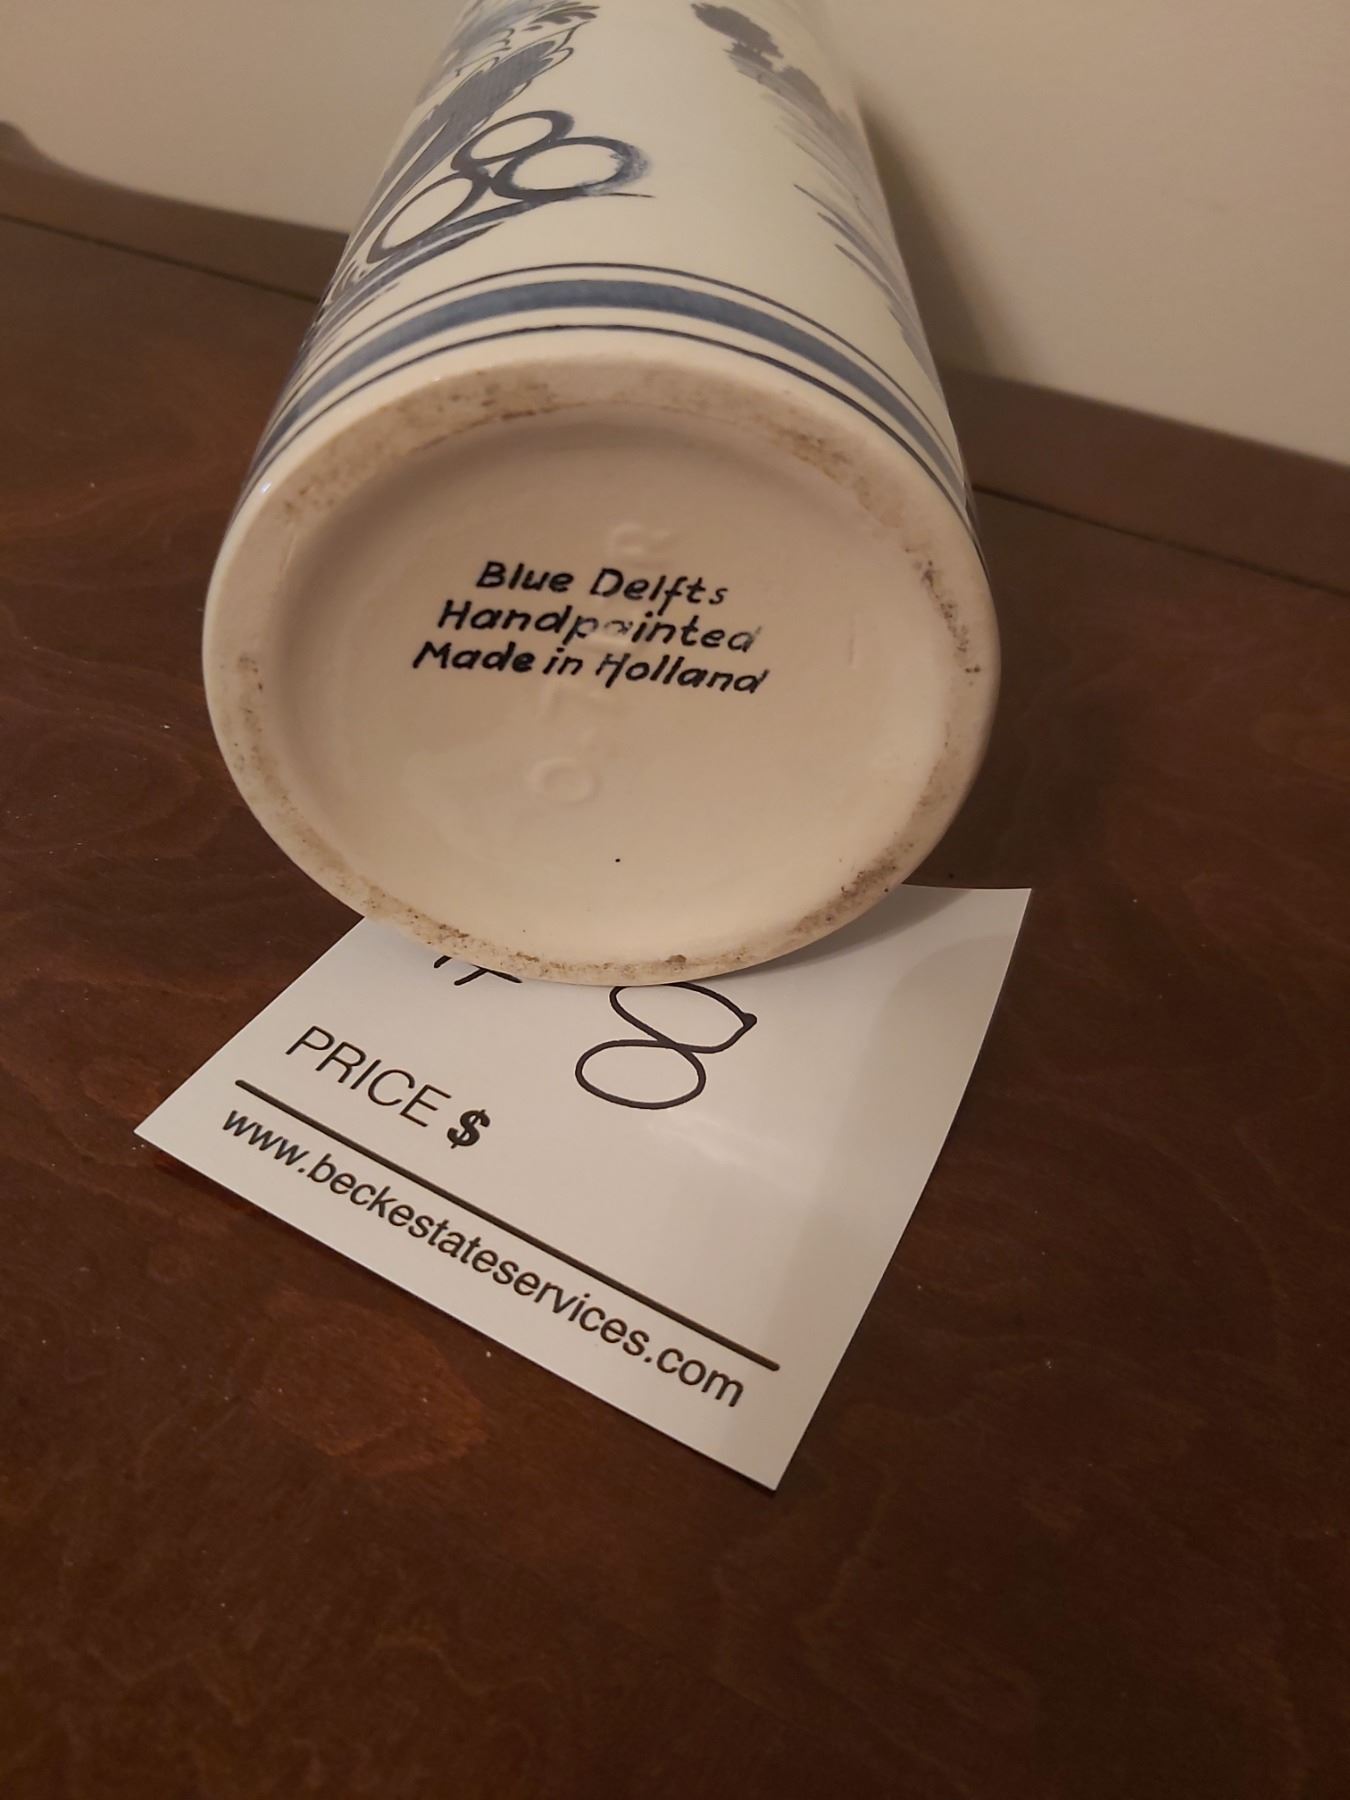 Blue Delfts
Handpainted
Made in Holland
# 8
PRICE $
www.beckestateservices.com